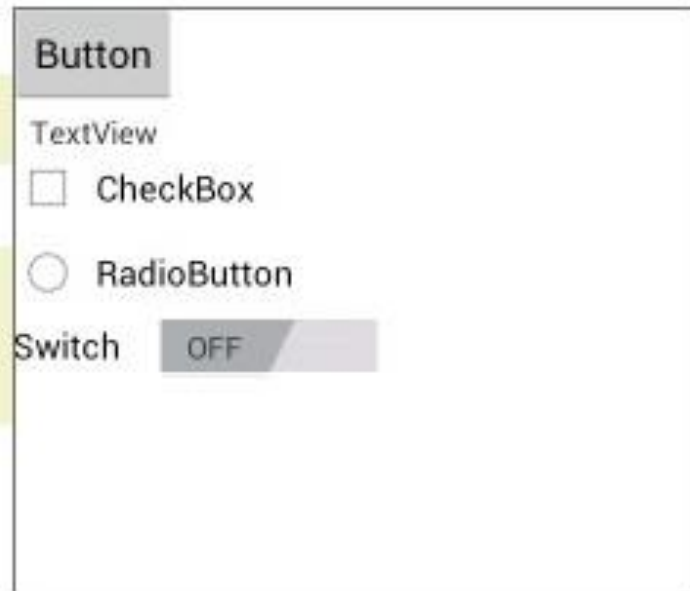 Button
TextView
CheckBox
RadioButton
Switch OFF